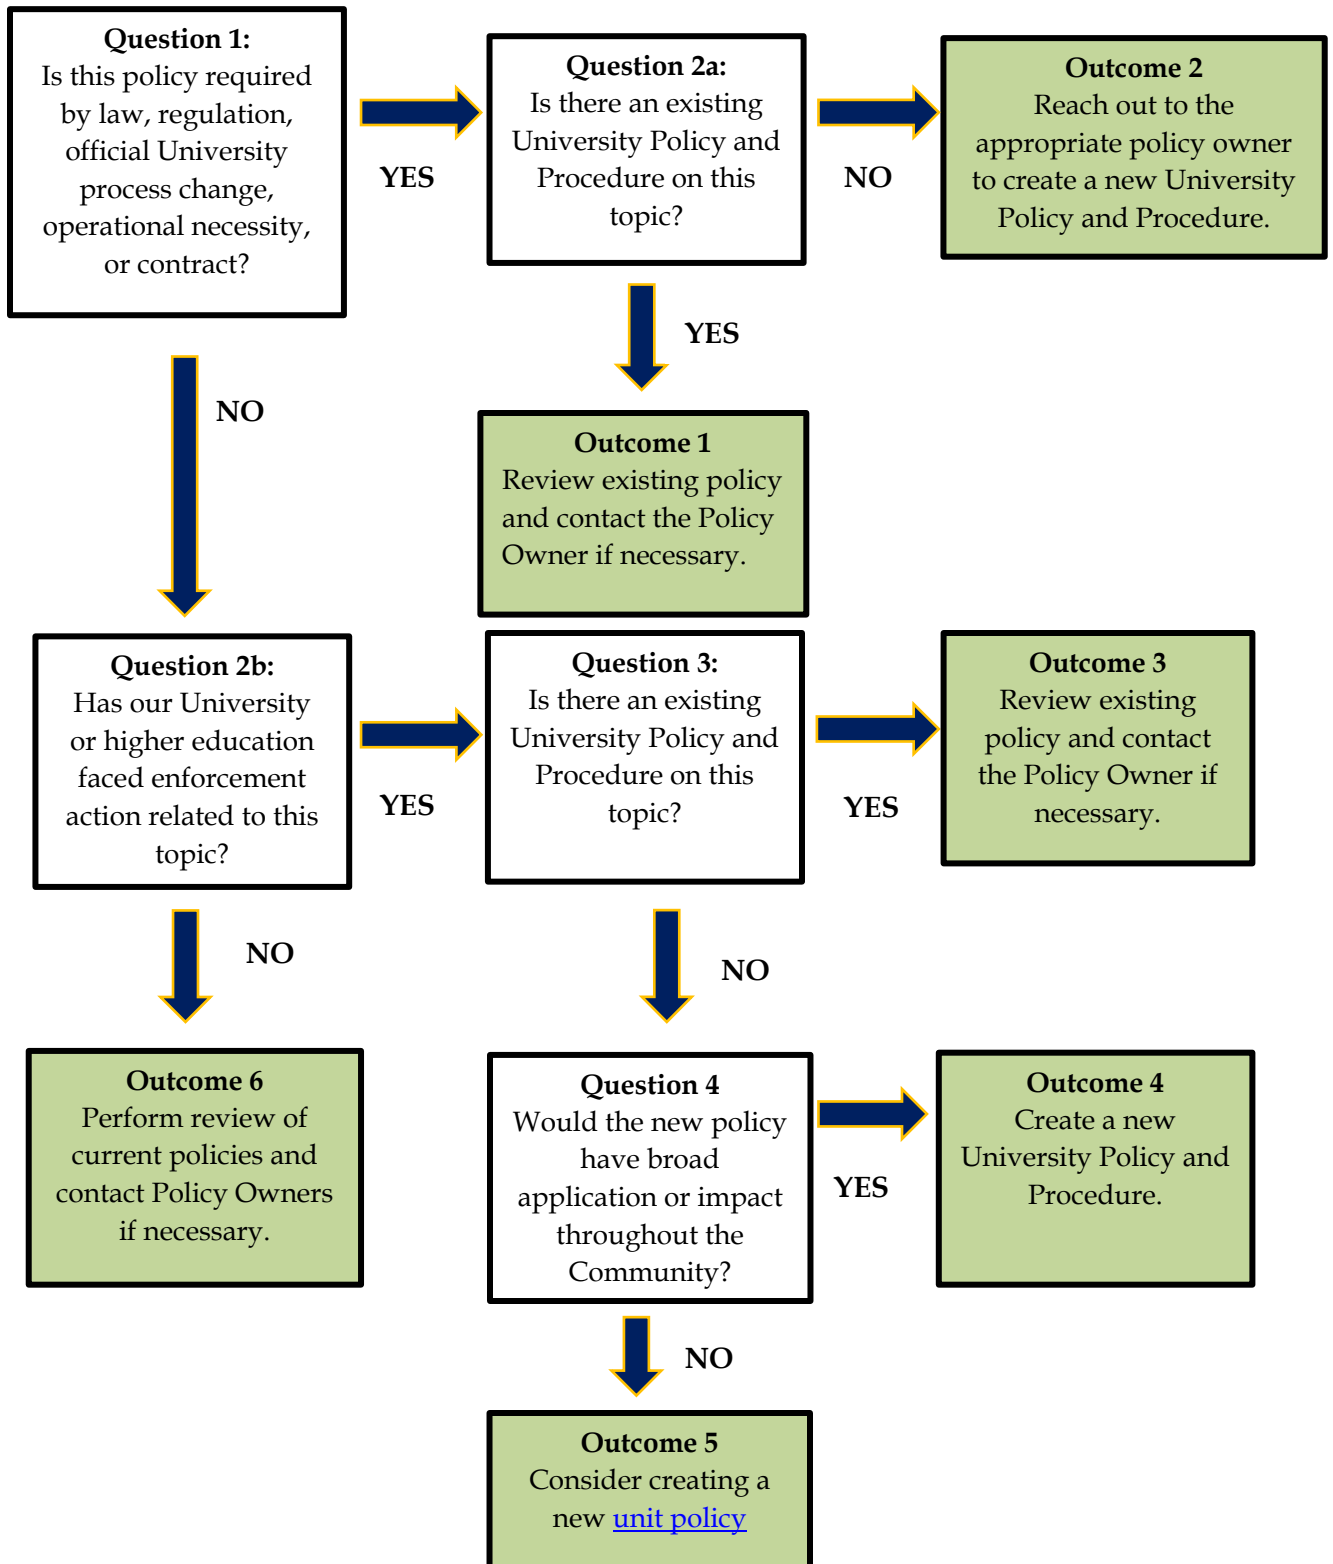 Question 1:
Is this policy required
by law, regulation,
official University
process change,
operational necessity,
or contract?
YES
Question 2a:
Is there an existing
University Policy and
Procedure on this
topic?
NO
Outcome 2
Reach out to the
appropriate policy owner
to create a new University
Policy and Procedure.
YES
NO
Outcome 1
Review existing policy
and contact the Policy
Owner if necessary.
Question 2b:
Has our University
or higher education
faced enforcement
action related to this
topic?
YES
Question 3:
Is there an existing
University Policy and
Procedure on this
topic?
YES
Outcome 3
Review existing
policy and contact
the Policy Owner if
necessary.
NO
NO
Outcome 6
Perform review of
current policies and
contact Policy Owners
if necessary.
Question 4
Would the new policy
have broad
application or impact
throughout the
Community?
YES
Outcome 4
Create a new
University Policy and
Procedure.
NO
Outcome 5
Consider creating a
new unit policy